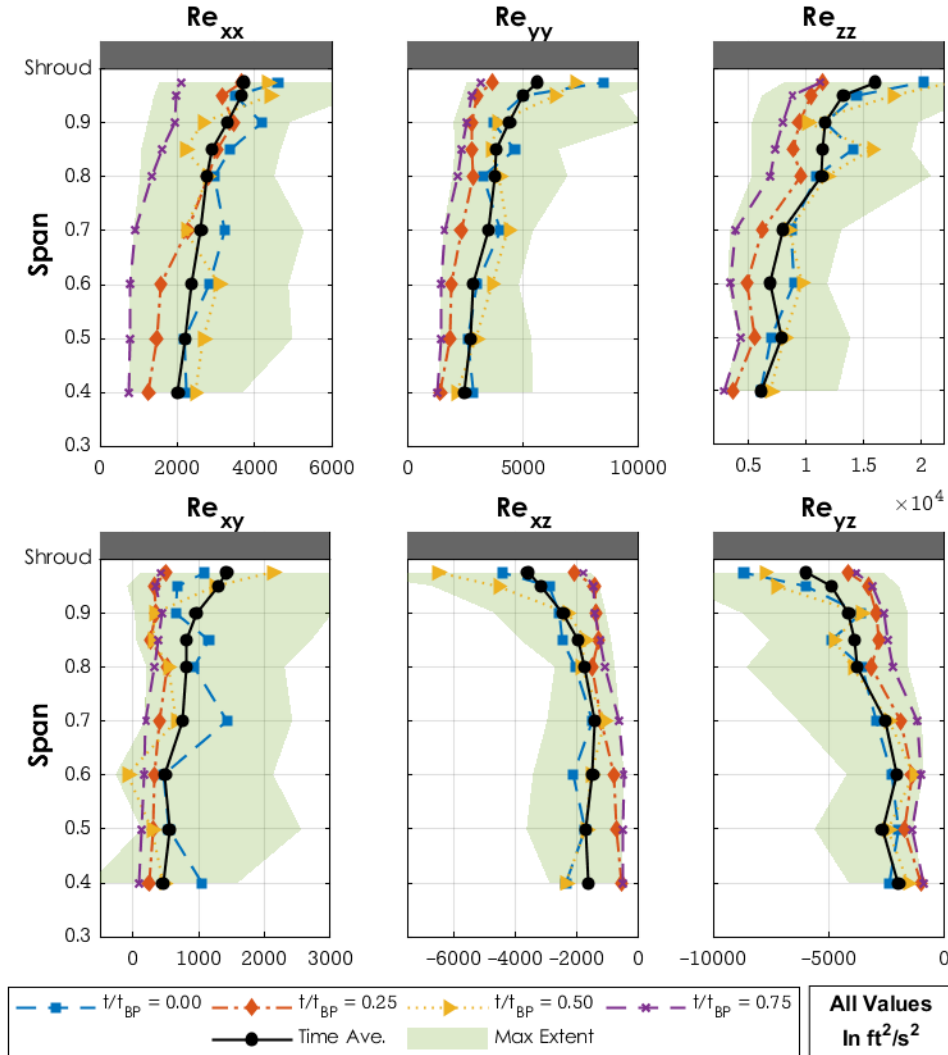 Re_xx Re_yy Re_zz
Shroud
0.9
0.8
0.7
Span
0.6
0.5
0.4
0.3
0 2000 4000 6000 0 5000 10000 0.5 1 1.5 2
×10^4
Re_xy Re_xz Re_yz
Shroud
0.9
0.8
0.7
Span
0.6
0.5
0.4
0.3
0 1000 2000 3000 −6000 −4000 −2000 0 −10000 −5000 0
t/t_BP = 0.00 t/t_BP = 0.25 t/t_BP = 0.50 t/t_BP = 0.75
Time Ave. Max Extent
All Values
In ft^2/s^2